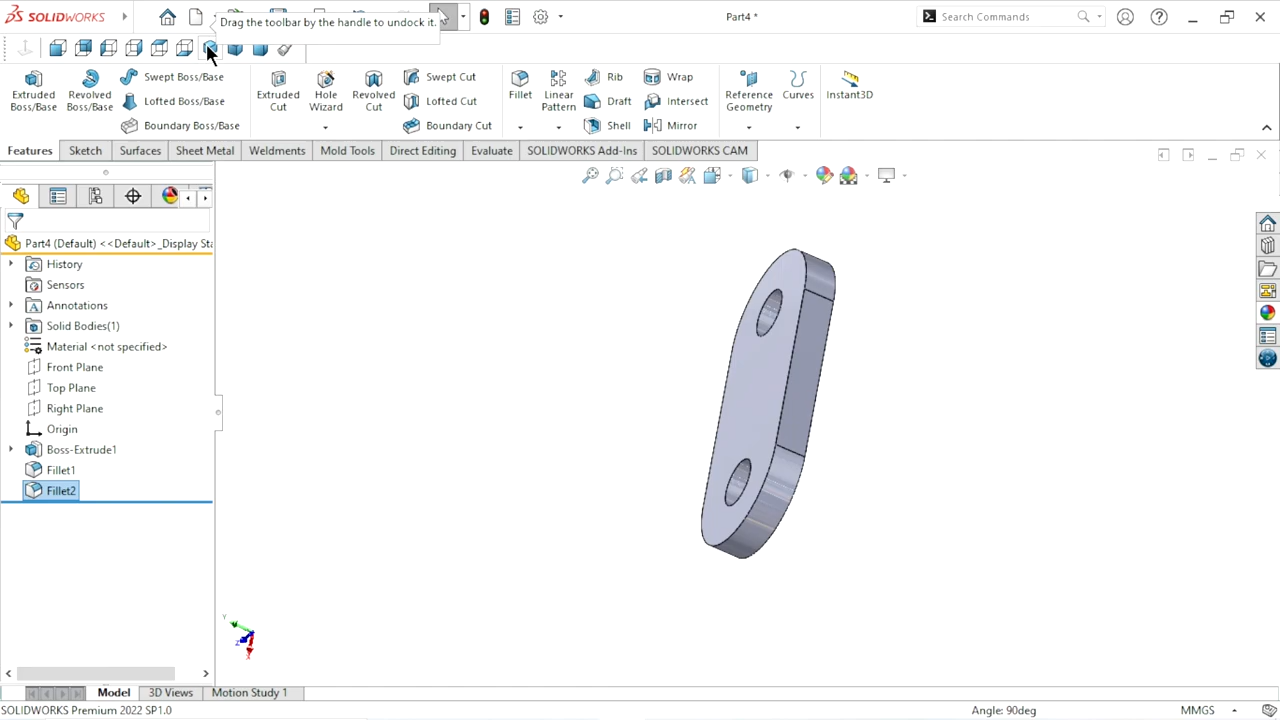 SOLIDWORKS
Drag the toolbar by the handle to undock it.
Part4 *
Search Commands
Extruded Boss/Base
Revolved Boss/Base
Swept Boss/Base
Lofted Boss/Base
Boundary Boss/Base
Extruded Cut
Hole Wizard
Revolved Cut
Swept Cut
Lofted Cut
Boundary Cut
Fillet
Linear Pattern
Rib
Draft
Shell
Wrap
Intersect
Mirror
Reference Geometry
Curves
Instant3D
Features
Sketch
Surfaces
Sheet Metal
Weldments
Mold Tools
Direct Editing
Evaluate
SOLIDWORKS Add-Ins
SOLIDWORKS CAM
Part4 (Default) <<Default>_Display Sta
History
Sensors
Annotations
Solid Bodies(1)
Material <not specified>
Front Plane
Top Plane
Right Plane
Origin
Boss-Extrude1
Fillet1
Fillet2
Y
Z
X
Model
3D Views
Motion Study 1
SOLIDWORKS Premium 2022 SP1.0
Angle: 90deg
MMGS